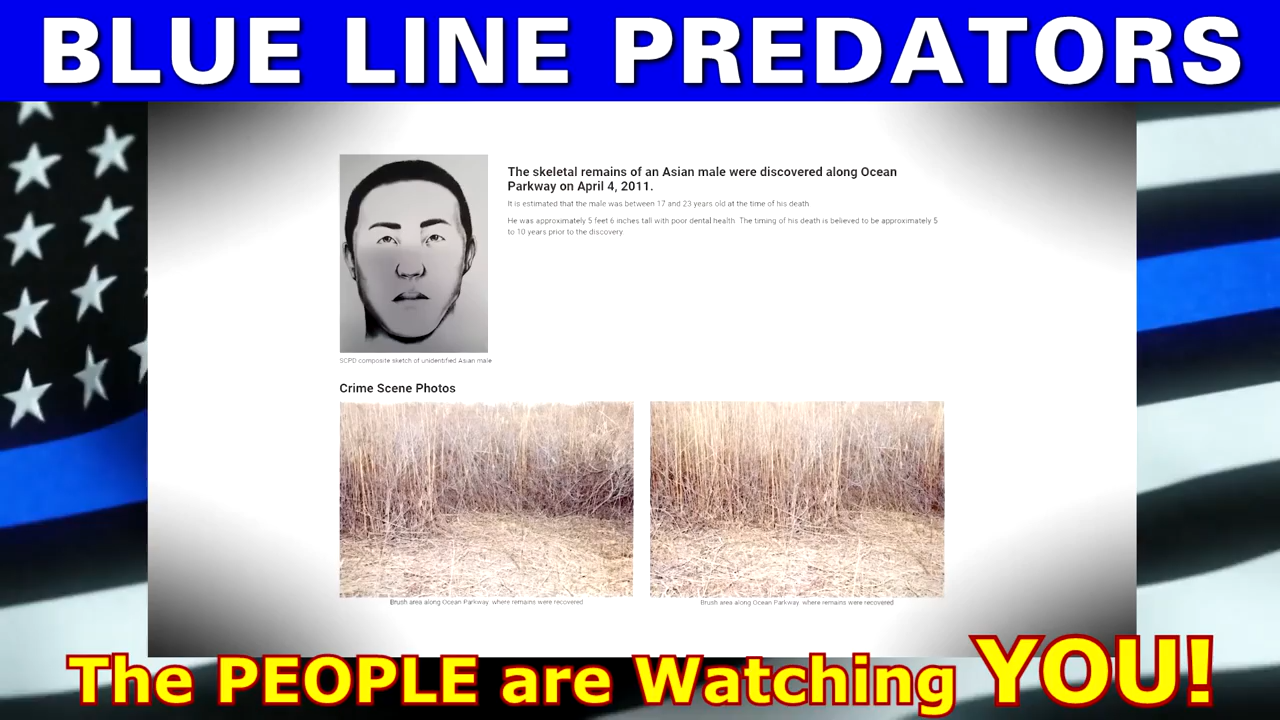 BLUE LINE PREDATORS
The skeletal remains of an Asian male were discovered along Ocean
Parkway on April 4, 2011.
It is estimated that the male was between 17 and 23 years old at the time of his death
He was approximately 5 feet 6 inches tall with poor dental health. The timing of his death is believed to be approximately 5
to 10 years prior to the discovery
SCPD composite sketch of unidentified Asian male
Crime Scene Photos
Brush area along Ocean Parkway, where remains were recovered
Brush area along Ocean Parkway, where remains were recovered
The PEOPLE are Watching YOU!